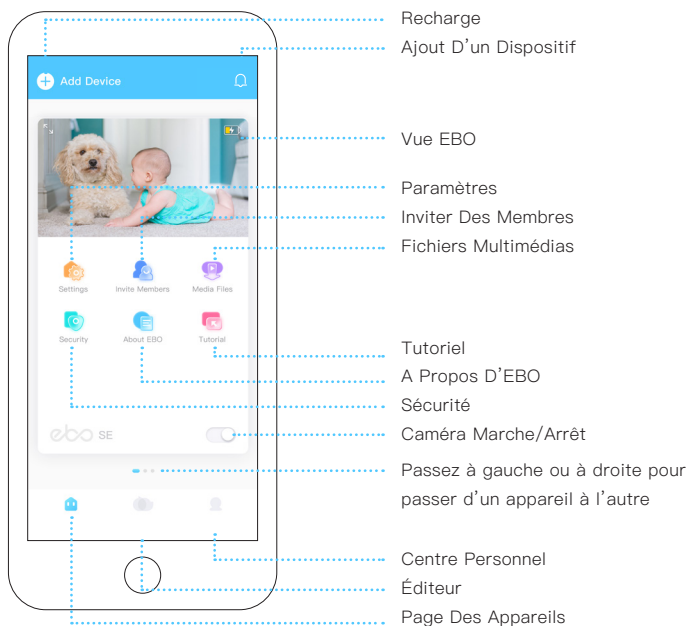 Recharge
Ajout D'un Dispositif
Add Device
Vue EBO
Paramètres
Inviter Des Membres
Fichiers Multimédias
Settings
Invite Members
Media Files
Security
About EBO
Tutorial
Tutoriel
A Propos D'EBO
Sécurité
ebo SE
Caméra Marche/Arrêt
Passez à gauche ou à droite pour
passer d'un appareil à l'autre
Centre Personnel
Éditeur
Page Des Appareils